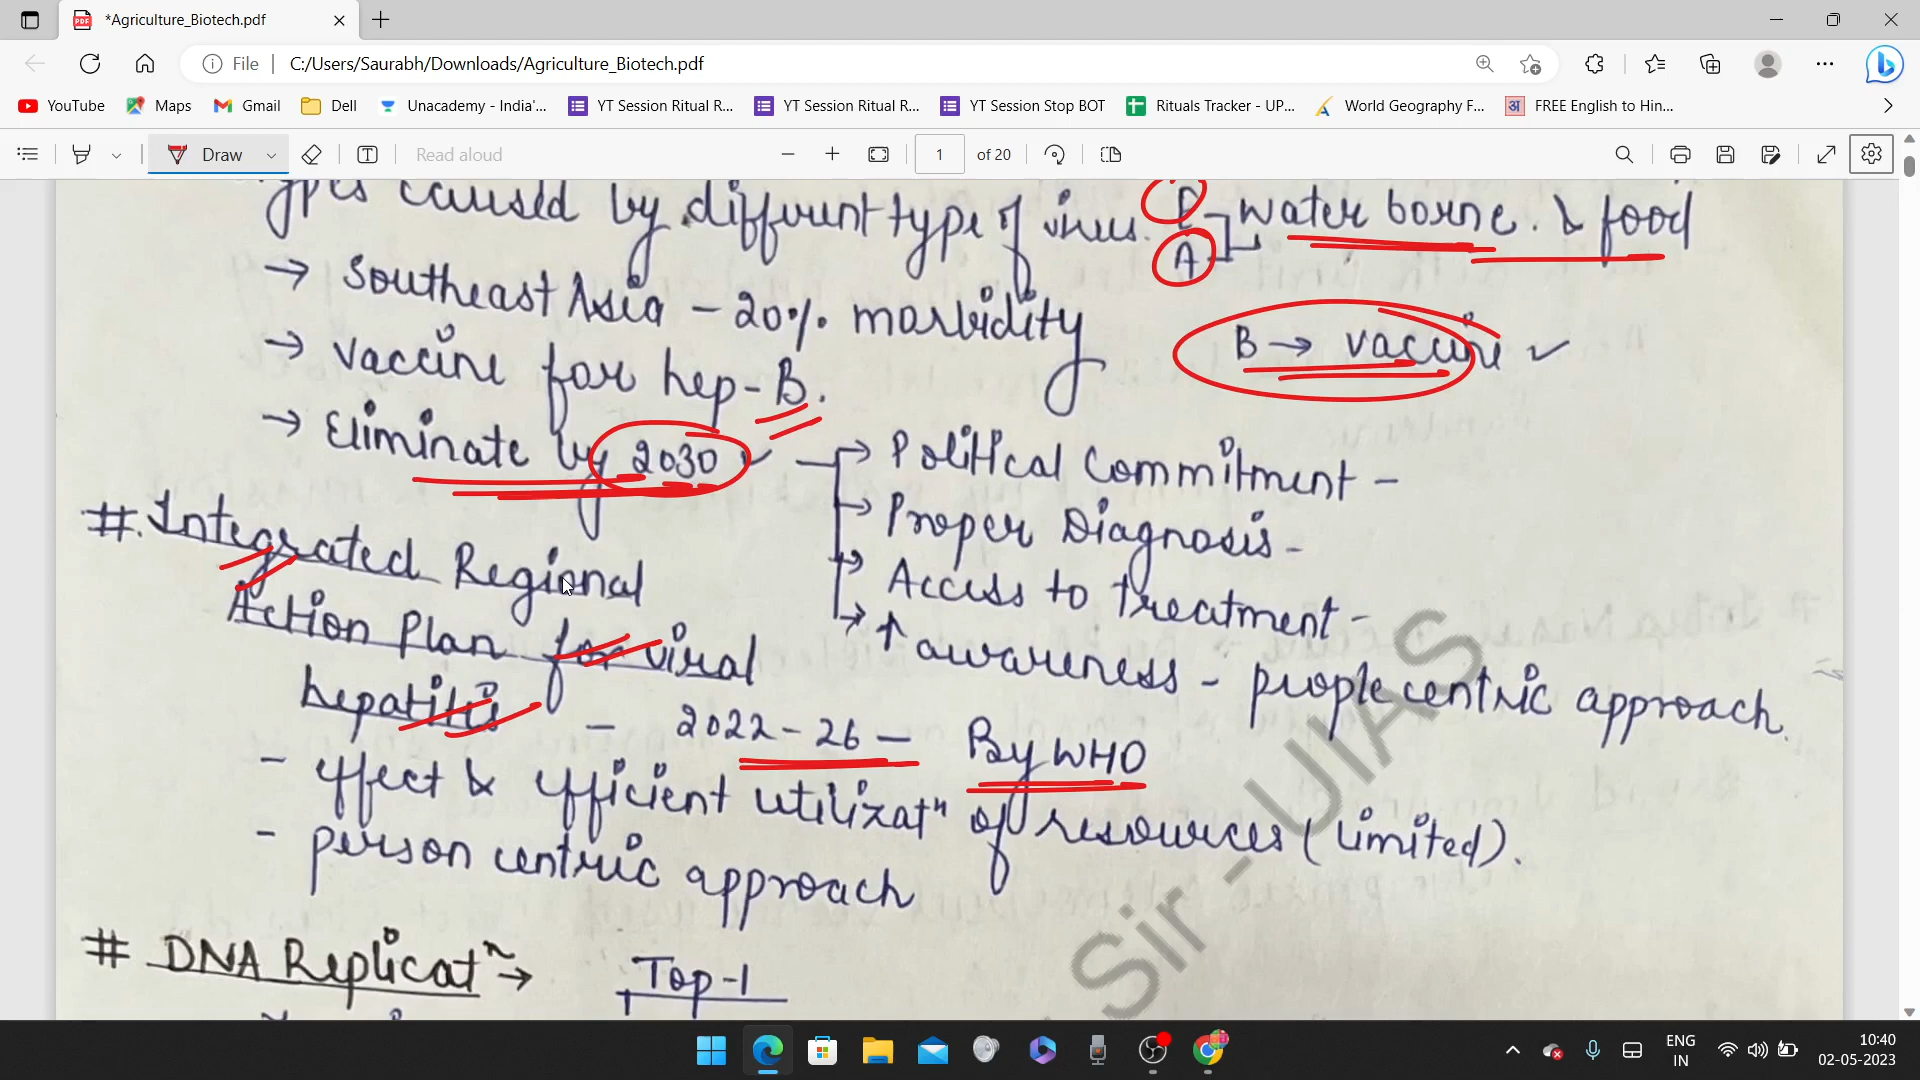 *Agriculture_Biotech.pdf
File C:/Users/Saurabh/Downloads/Agriculture_Biotech.pdf
YouTube Maps Gmail Dell Unacademy - India'... YT Session Ritual R... YT Session Ritual R... YT Session Stop BOT Rituals Tracker - UP... World Geography F... FREE English to Hin...
Draw Read aloud 1 of 20
caused by different type of virus. E water borne. & food
A
→ Southeast Asia - 20% morbidity
B → vaccine ✓
→ vaccine for hep-B.
→ Eliminate by 2030 ✓
→ Political Commitment -
→ Proper Diagnosis -
→ Access to treatment -
→ ↑ awareness - people centric approach.
#. Integrated Regional
Action Plan for viral
hepatitis - 2022-26 - By WHO
- effect & efficient utilizatⁿ of resources (limited).
- person centric approach
# DNA Replicatⁿ → Top-1
Sir - UIAS
ENG
IN
10:40
02-05-2023